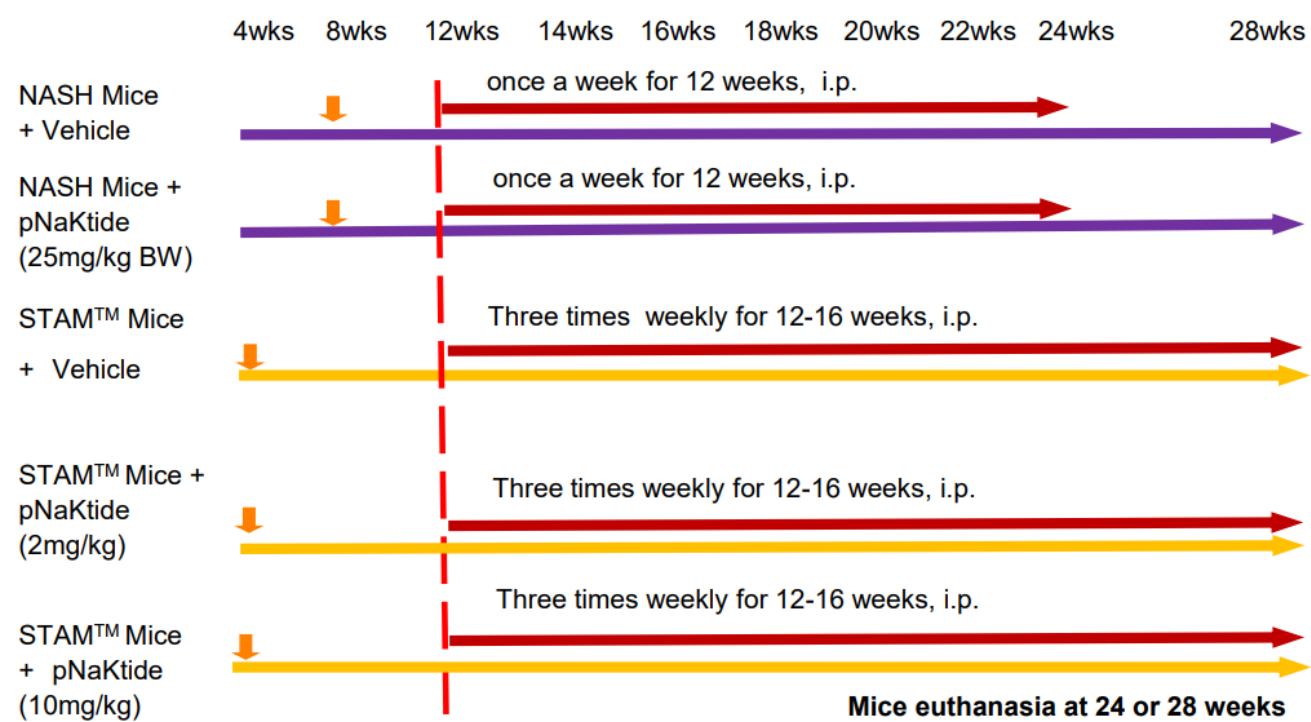 4wks 8wks 12wks 14wks 16wks 18wks 20wks 22wks 24wks 28wks
once a week for 12 weeks, i.p.
NASH Mice
+ Vehicle
once a week for 12 weeks, i.p.
NASH Mice +
pNaKtide
(25mg/kg BW)
Three times weekly for 12-16 weeks, i.p.
STAM™ Mice
+ Vehicle
STAM™ Mice +
pNaKtide
(2mg/kg)
Three times weekly for 12-16 weeks, i.p.
Three times weekly for 12-16 weeks, i.p.
STAM™ Mice
+ pNaKtide
(10mg/kg)
Mice euthanasia at 24 or 28 weeks